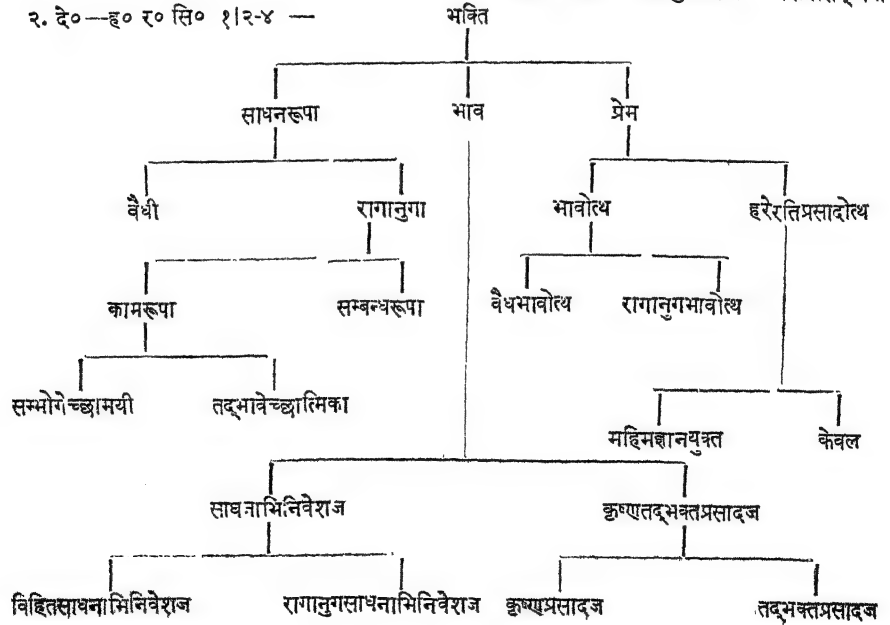 २. दे०—ह० र० सि० १।२-४ — भक्ति
साधनरूपा भाव प्रेम
वैधी रागानुगा भावोत्थ हरेरतिप्रसादोत्थ
कामरूपा सम्बन्धरूपा वैधभावोत्थ रागानुगभावोत्थ
सम्भोगेच्छामयी तद्भावेच्छात्मिका
महिमज्ञानयुक्त केवल
साधनाभिनिवेशज कृष्णतद्भक्तप्रसादज
विहितसाधनाभिनिवेशज रागानुगसाधनाभिनिवेशज कृष्णप्रसादज तद्भक्तप्रसादज